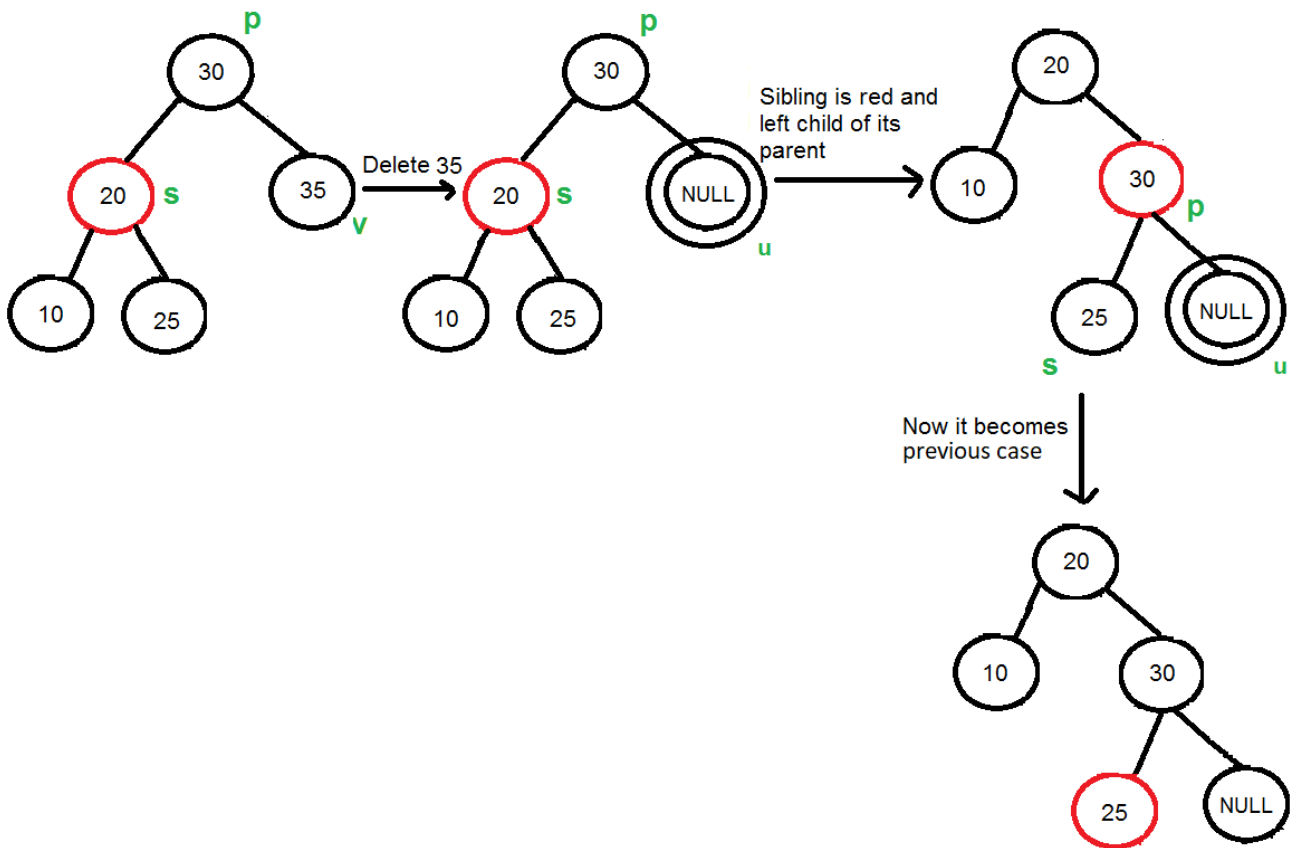 p
30
20
s
35
v
10
25
Delete 35
p
30
20
s
NULL
u
10
25
Sibling is red and
left child of its
parent
20
10
30
p
25
NULL
s
u
Now it becomes
previous case
20
10
30
25
NULL